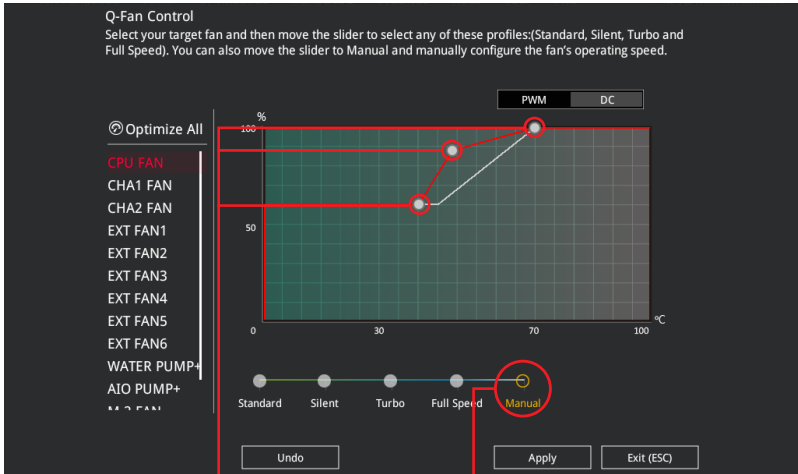 Q-Fan Control
Select your target fan and then move the slider to select any of these profiles:(Standard, Silent, Turbo and
Full Speed). You can also move the slider to Manual and manually configure the fan's operating speed.
PWM DC
Optimize All
CPU FAN
CHA1 FAN
CHA2 FAN
EXT FAN1
EXT FAN2
EXT FAN3
EXT FAN4
EXT FAN5
EXT FAN6
WATER PUMP+
AIO PUMP+
M.2 FAN
%
100
50
0 30 70 100
ºC
Standard Silent Turbo Full Speed Manual
Undo Apply Exit (ESC)